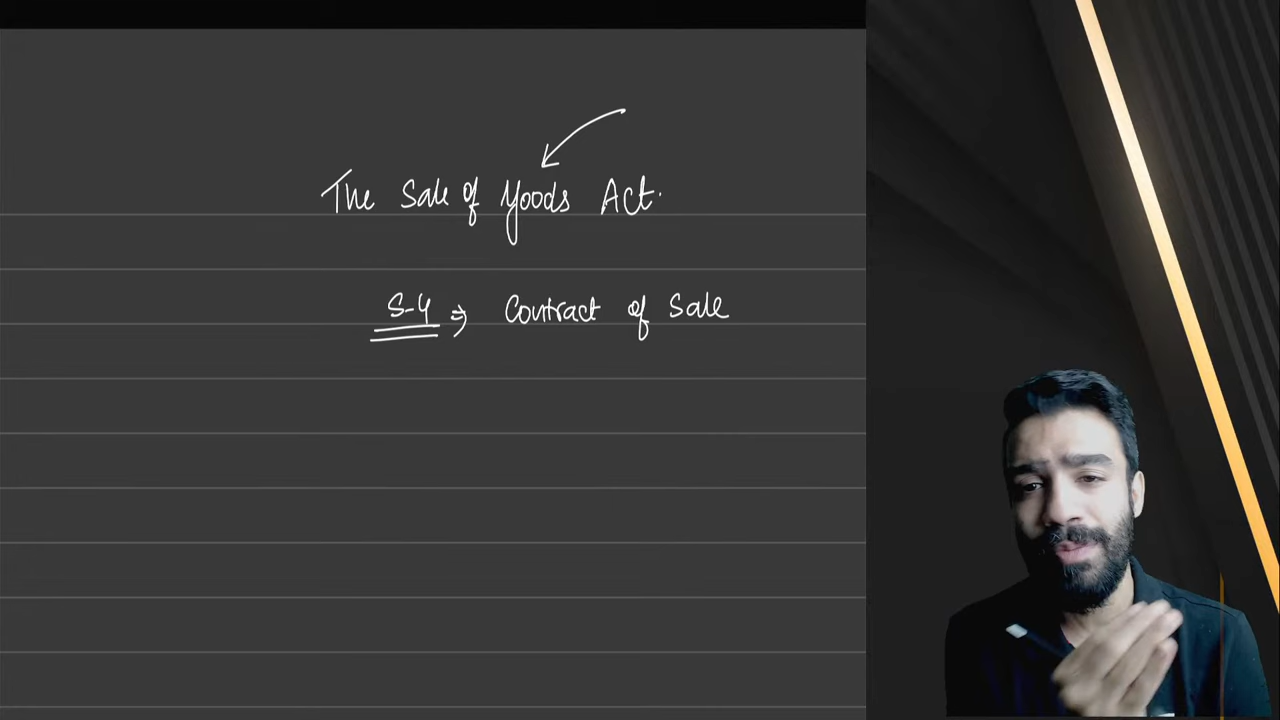 The Sale of Goods Act.
S-4 ⇒ Contract of Sale